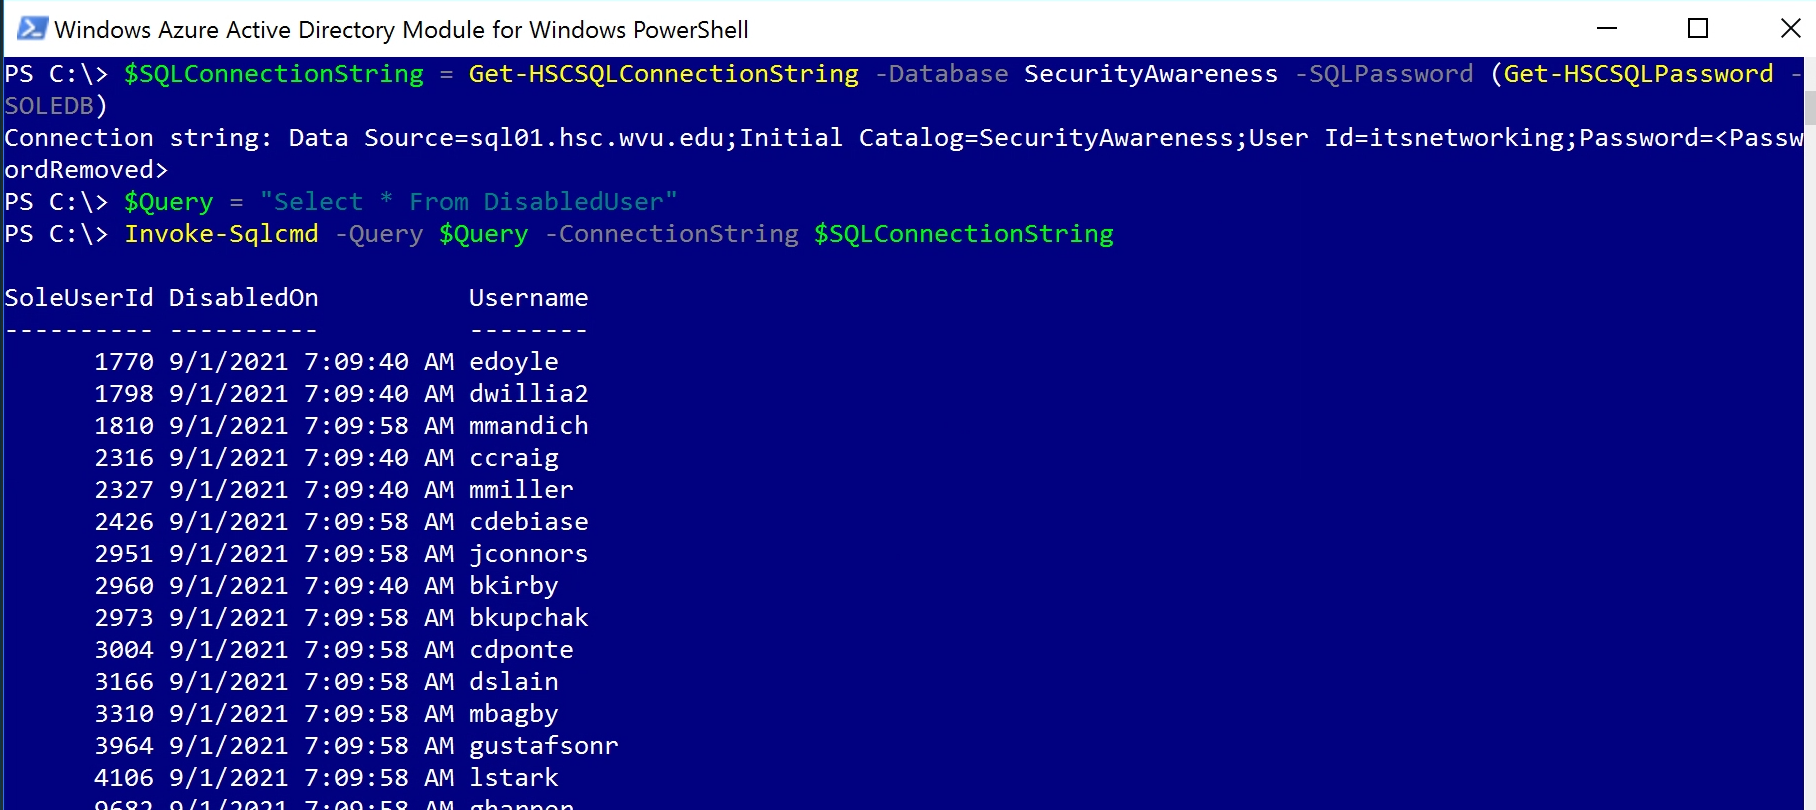 Windows Azure Active Directory Module for Windows PowerShell
PS C:\> $SQLConnectionString = Get-HSCSQLConnectionString -Database SecurityAwareness -SQLPassword (Get-HSCSQLPassword -
SOLEDB)
Connection string: Data Source=sql01.hsc.wvu.edu;Initial Catalog=SecurityAwareness;User Id=itsnetworking;Password=<Passw
ordRemoved>
PS C:\> $Query = "Select * From DisabledUser"
PS C:\> Invoke-Sqlcmd -Query $Query -ConnectionString $SQLConnectionString
SoleUserId DisabledOn          Username
---------- ----------          --------
      1770 9/1/2021 7:09:40 AM edoyle
      1798 9/1/2021 7:09:40 AM dwillia2
      1810 9/1/2021 7:09:58 AM mmandich
      2316 9/1/2021 7:09:40 AM ccraig
      2327 9/1/2021 7:09:40 AM mmiller
      2426 9/1/2021 7:09:58 AM cdebiase
      2951 9/1/2021 7:09:58 AM jconnors
      2960 9/1/2021 7:09:40 AM bkirby
      2973 9/1/2021 7:09:58 AM bkupchak
      3004 9/1/2021 7:09:58 AM cdponte
      3166 9/1/2021 7:09:58 AM dslain
      3310 9/1/2021 7:09:58 AM mbagby
      3964 9/1/2021 7:09:58 AM gustafsonr
      4106 9/1/2021 7:09:58 AM lstark
      9682 9/1/2021 7:09:58 AM